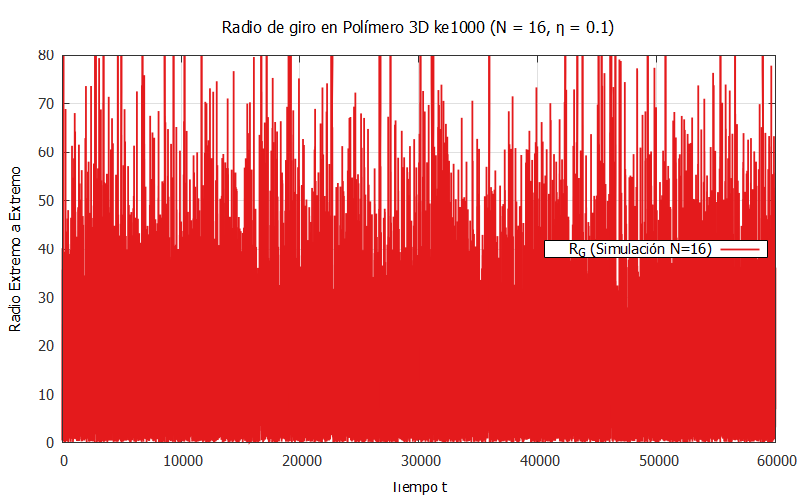 Radio de giro en Polímero 3D ke1000 (N = 16, η = 0.1)
80
70
60
50
40
30
20
10
0
Radio Extremo a Extremo
R_G (Simulación N=16)
0 10000 20000 30000 40000 50000 60000
Tiempo t